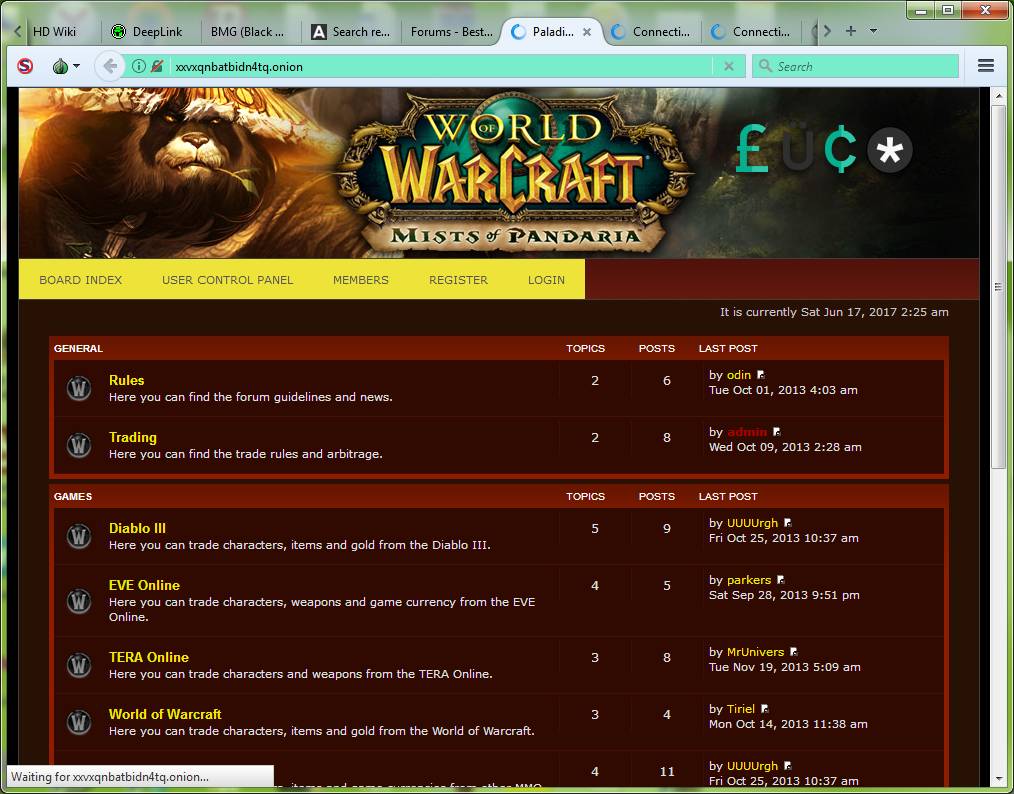 HD Wiki DeepLink BMG (Black ... Search re... Forums - Best... Paladi... Connecti... Connecti...
xxvxqnbatbidn4tq.onion Search
WORLD
OF
WARCRAFT
MISTS of PANDARIA
£Ü¢*
BOARD INDEX USER CONTROL PANEL MEMBERS REGISTER LOGIN
It is currently Sat Jun 17, 2017 2:25 am
GENERAL TOPICS POSTS LAST POST
Rules 2 6 by odin
Here you can find the forum guidelines and news. Tue Oct 01, 2013 4:03 am
Trading 2 8 by admin
Here you can find the trade rules and arbitrage. Wed Oct 09, 2013 2:28 am
GAMES TOPICS POSTS LAST POST
Diablo III 5 9 by UUUUrgh
Here you can trade characters, items and gold from the Diablo III. Fri Oct 25, 2013 10:37 am
EVE Online 4 5 by parkers
Here you can trade characters, weapons and game currency from the EVE Sat Sep 28, 2013 9:51 pm
Online.
TERA Online 3 8 by MrUnivers
Here you can trade characters and weapons from the TERA Online. Tue Nov 19, 2013 5:09 am
World of Warcraft 3 4 by Tiriel
Here you can trade characters, items and gold from the World of Warcraft. Mon Oct 14, 2013 11:38 am
4 11 by UUUUrgh
Waiting for xxvxqnbatbidn4tq.onion... Fri Oct 25, 2013 10:37 am